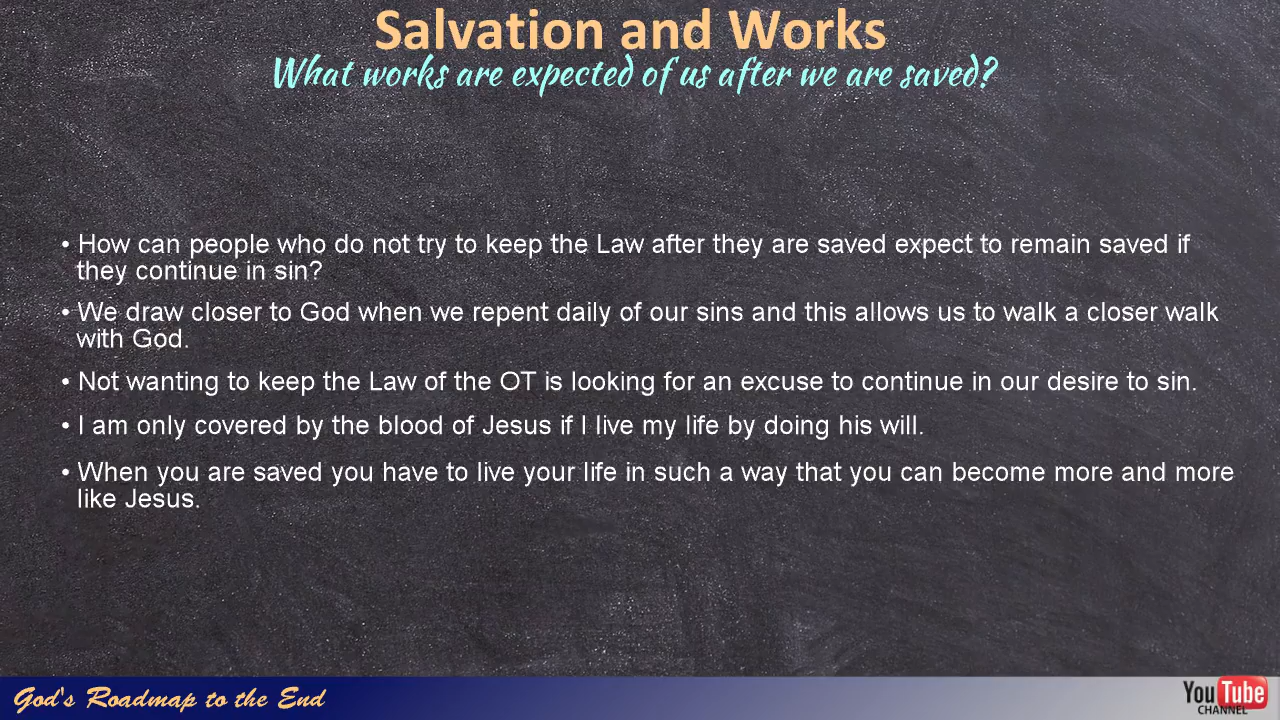 Salvation and Works
What works are expected of us after we are saved?
• How can people who do not try to keep the Law after they are saved expect to remain saved if
they continue in sin?
• We draw closer to God when we repent daily of our sins and this allows us to walk a closer walk
with God.
• Not wanting to keep the Law of the OT is looking for an excuse to continue in our desire to sin.
• I am only covered by the blood of Jesus if I live my life by doing his will.
• When you are saved you have to live your life in such a way that you can become more and more
like Jesus.
God's Roadmap to the End
YouTube
CHANNEL